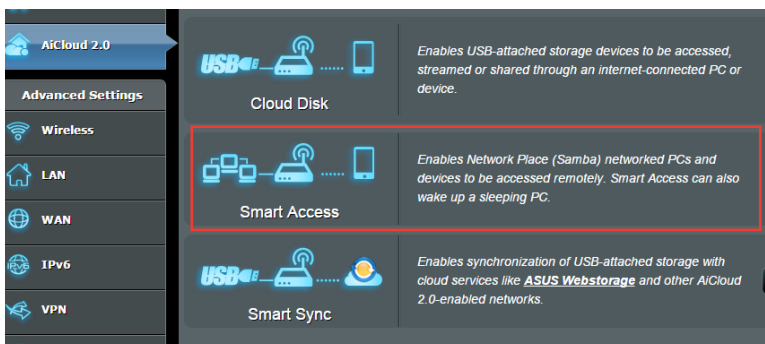 AiCloud 2.0
Advanced Settings
Wireless
LAN
WAN
IPv6
VPN
USB
Cloud Disk
Enables USB-attached storage devices to be accessed,
streamed or shared through an internet-connected PC or
device.
Smart Access
Enables Network Place (Samba) networked PCs and
devices to be accessed remotely. Smart Access can also
wake up a sleeping PC.
USB
Smart Sync
Enables synchronization of USB-attached storage with
cloud services like ASUS Webstorage and other AiCloud
2.0-enabled networks.